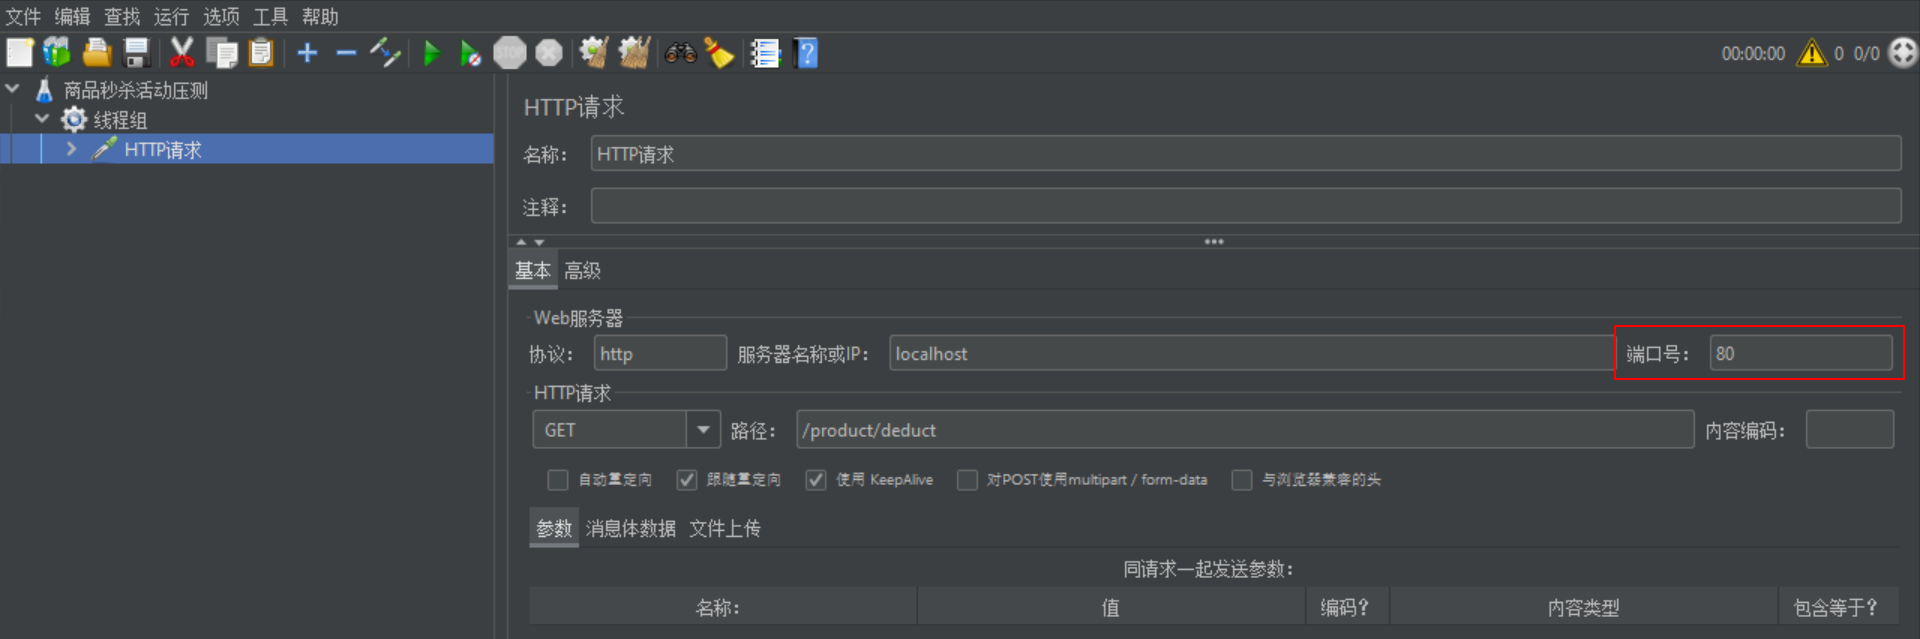 文件 编辑 查找 运行 选项 工具 帮助
STOP
00:00:00 0 0/0
商品秒杀活动压测
线程组
HTTP请求
HTTP请求
名称： HTTP请求
注释：
基本 高级
Web服务器
协议： http 服务器名称或IP： localhost 端口号： 80
HTTP请求
GET 路径： /product/deduct 内容编码：
自动重定向 跟随重定向 使用 KeepAlive 对POST使用multipart / form-data 与浏览器兼容的头
参数 消息体数据 文件上传
同请求一起发送参数：
名称： 值 编码？ 内容类型 包含等于？